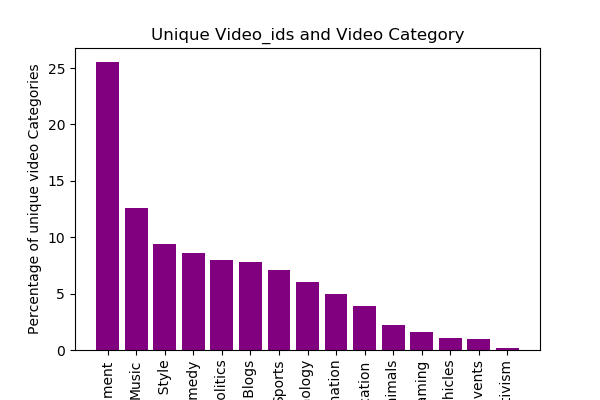 Unique Video_ids and Video Category
Percentage of unique video Categories
25
20
15
10
5
0
ment
Music
Style
medy
olitics
Blogs
Sports
ology
nation
ation
nimals
aming
hicles
vents
tivism